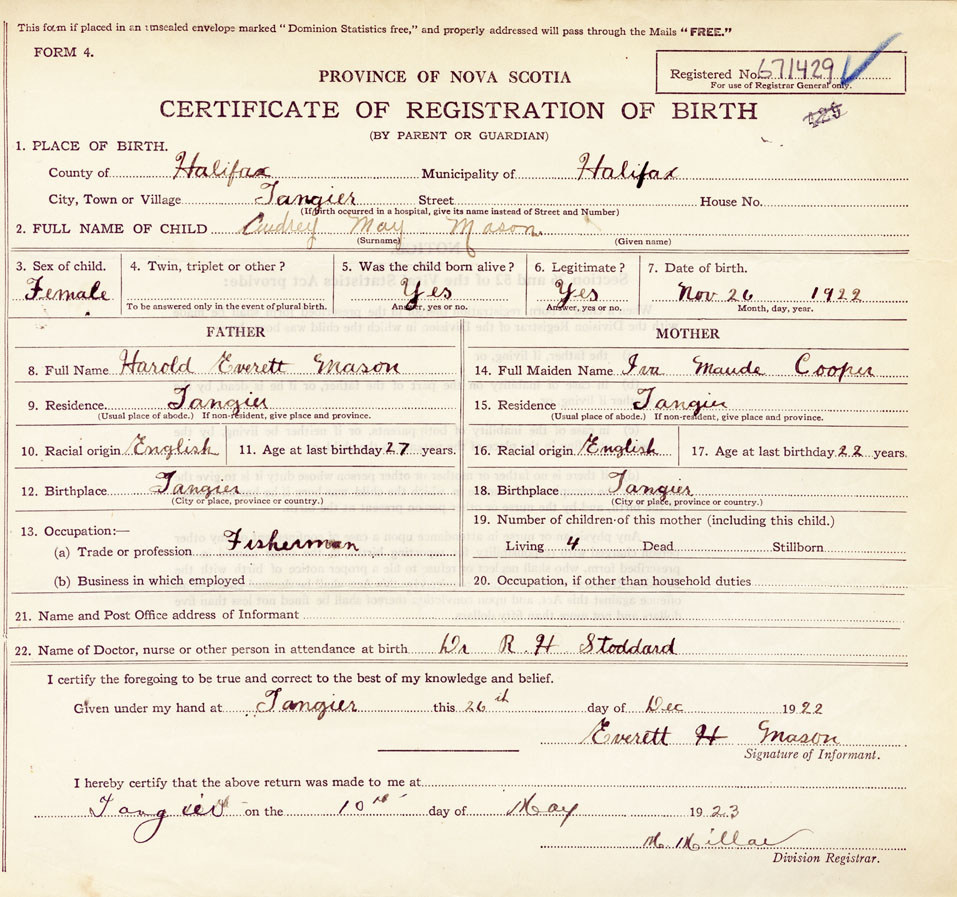 This form if placed in an unsealed envelope marked "Dominion Statistics free," and properly addressed will pass through the Mails "FREE."
FORM 4.
PROVINCE OF NOVA SCOTIA
Registered No. 671429
For use of Registrar General only.
CERTIFICATE OF REGISTRATION OF BIRTH
(BY PARENT OR GUARDIAN)
1. PLACE OF BIRTH.
County of Halifax Municipality of Halifax
City, Town or Village Tangier Street House No.
(If birth occurred in a hospital, give its name instead of Street and Number)
2. FULL NAME OF CHILD Audrey May Mason
(Surname) (Given name)
3. Sex of child. 4. Twin, triplet or other? 5. Was the child born alive? 6. Legitimate? 7. Date of birth.
Female Yes Yes Nov 26 1922
To be answered only in the event of plural birth. Answer, yes or no. Answer, yes or no. Month, day, year.
FATHER MOTHER
8. Full Name Harold Everett Mason 14. Full Maiden Name Iva Maude Cooper
9. Residence Tangier 15. Residence Tangier
(Usual place of abode.) If non-resident, give place and province. (Usual place of abode.) If non-resident, give place and province.
10. Racial origin English 11. Age at last birthday 27 years. 16. Racial origin English 17. Age at last birthday 22 years.
12. Birthplace Tangier 18. Birthplace Tangier
(City or place, province or country.) (City or place, province or country.)
13. Occupation:— 19. Number of children of this mother (including this child.)
(a) Trade or profession Fisherman Living 4 Dead Stillborn
(b) Business in which employed 20. Occupation, if other than household duties
21. Name and Post Office address of Informant
22. Name of Doctor, nurse or other person in attendance at birth Dr R H Stoddard
I certify the foregoing to be true and correct to the best of my knowledge and belief.
Given under my hand at Tangier this 26th day of Dec 1922
Everett H Mason
Signature of Informant.
I hereby certify that the above return was made to me at
Tangier on the 10th day of May 1923
Division Registrar.